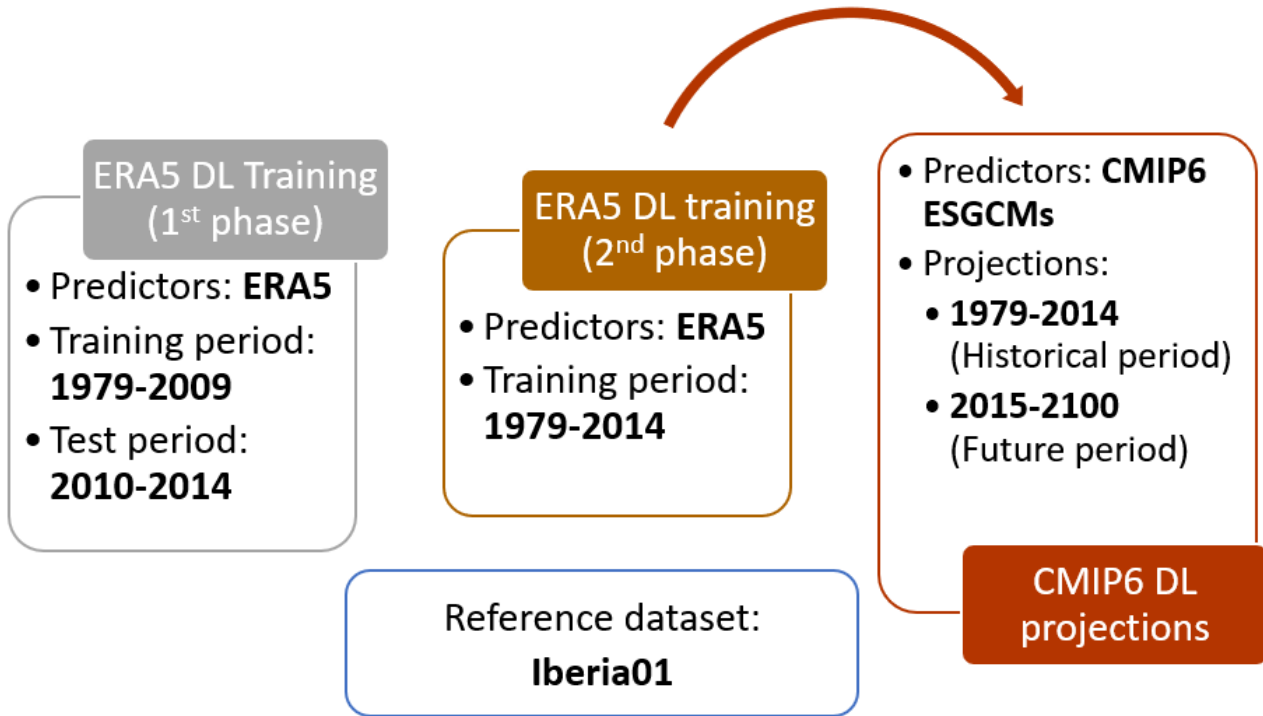 ERA5 DL Training
(1st phase)
• Predictors: ERA5
• Training period:
1979-2009
• Test period:
2010-2014
ERA5 DL training
(2nd phase)
• Predictors: ERA5
• Training period:
1979-2014
• Predictors: CMIP6
ESGCMs
• Projections:
• 1979-2014
(Historical period)
• 2015-2100
(Future period)
CMIP6 DL
projections
Reference dataset:
Iberia01